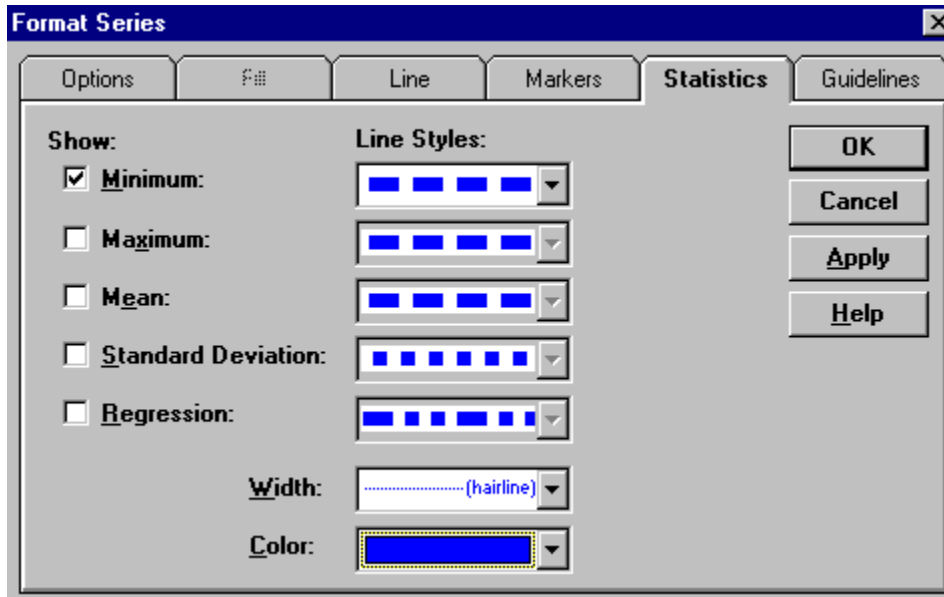 Format Series
Options Fill Line Markers Statistics Guidelines
Show: Line Styles:
Minimum:
Maximum:
Mean:
Standard Deviation:
Regression:
Width: (hairline)
Color:
OK
Cancel
Apply
Help